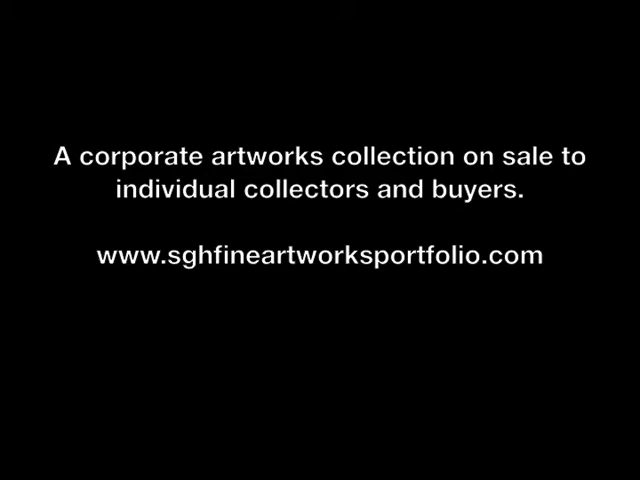 A corporate artworks collection on sale to
individual collectors and buyers.
www.sghfineartworksportfolio.com